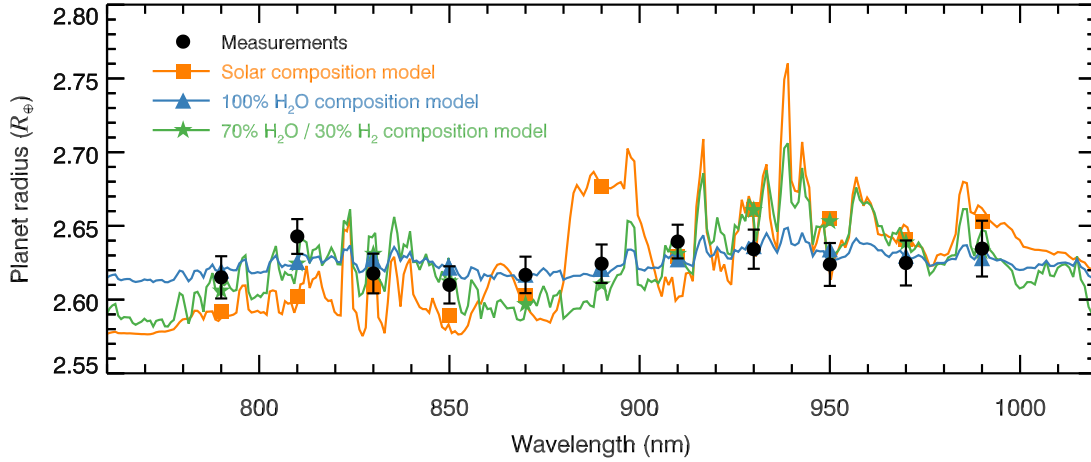 2.80
2.75
2.70
2.65
2.60
2.55
Planet radius (R⊕)
Measurements
Solar composition model
100% H₂O composition model
70% H₂O / 30% H₂ composition model
800 850 900 950 1000
Wavelength (nm)